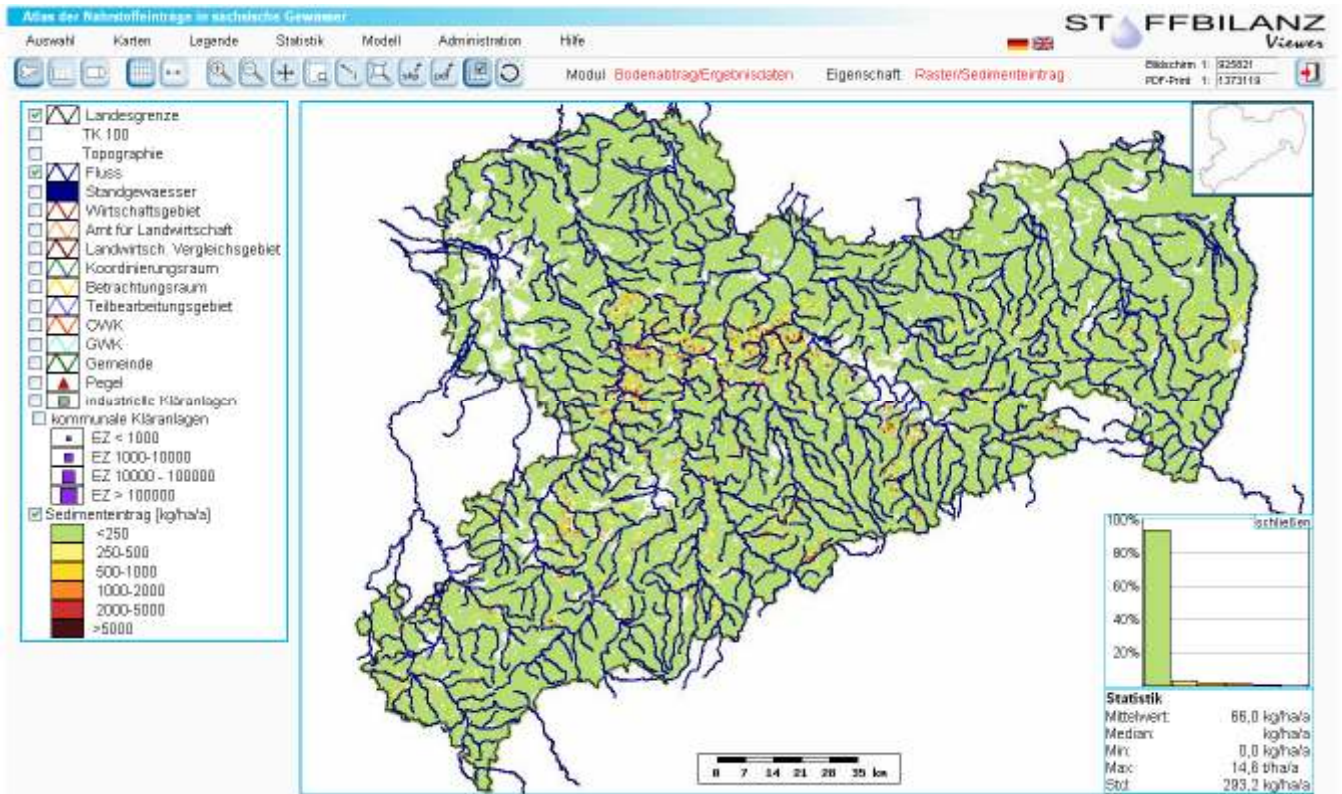 Atlas der Nährstoffeinträge in sächsische Gewässer
STOFFBILANZ
Viewer
Auswahl Karten Legende Statistik Modell Administration Hilfe
Modul Bodenabtrag/Ergebnisdaten Eigenschaft Raster/Sedimenteintrag
Bildschirm 1: 925821
PDF-Print 1: 1373119
Landesgrenze
TK 100
Topographie
Fluss
Standgewaesser
Wirtschaftsgebiet
Amt für Landwirtschaft
Landwirtsch. Vergleichsgebiet
Koordinierungsraum
Betrachtungsraum
Teilbearbeitungsgebiet
OWK
GWK
Gemeinde
Pegel
industrielle Kläranlagen
kommunale Kläranlagen
EZ < 1000
EZ 1000-10000
EZ 10000 - 100000
EZ > 100000
Sedimenteintrag [kg/ha/a]
<250
250-500
500-1000
1000-2000
2000-5000
>5000
0 7 14 21 28 35 km
schließen
100%
80%
60%
40%
20%
Statistik
Mittelwert: 66,0 kg/ha/a
Median: kg/ha/a
Min: 0,0 kg/ha/a
Max: 14,6 t/ha/a
Std: 293,2 kg/ha/a